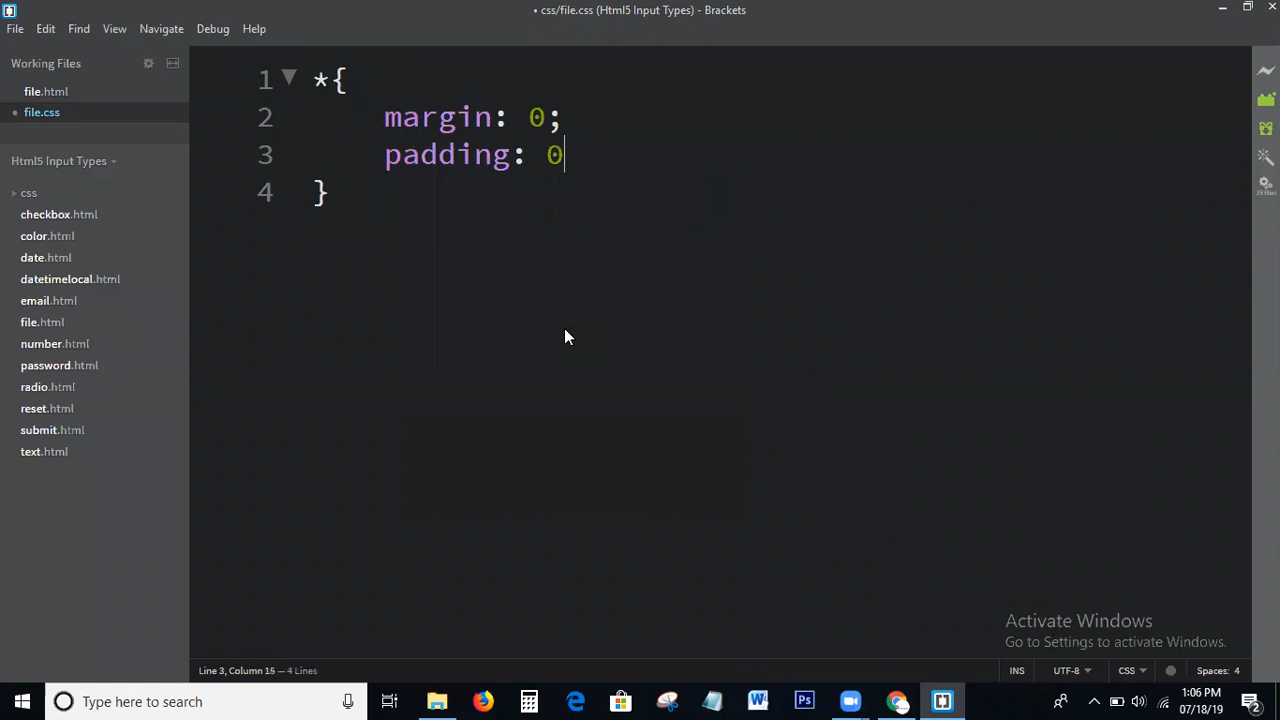 • css/file.css (Html5 Input Types) - Brackets
File Edit Find View Navigate Debug Help
Working Files
file.html
• file.css
Html5 Input Types
css
checkbox.html
color.html
date.html
datetimelocal.html
email.html
file.html
number.html
password.html
radio.html
reset.html
submit.html
text.html
1 *{
2 margin: 0;
3 padding: 0
4 }
Activate Windows
Go to Settings to activate Windows.
Line 3, Column 15 — 4 Lines
INS UTF-8 CSS Spaces: 4
Type here to search
W
Ps
1:06 PM
07/18/19
2